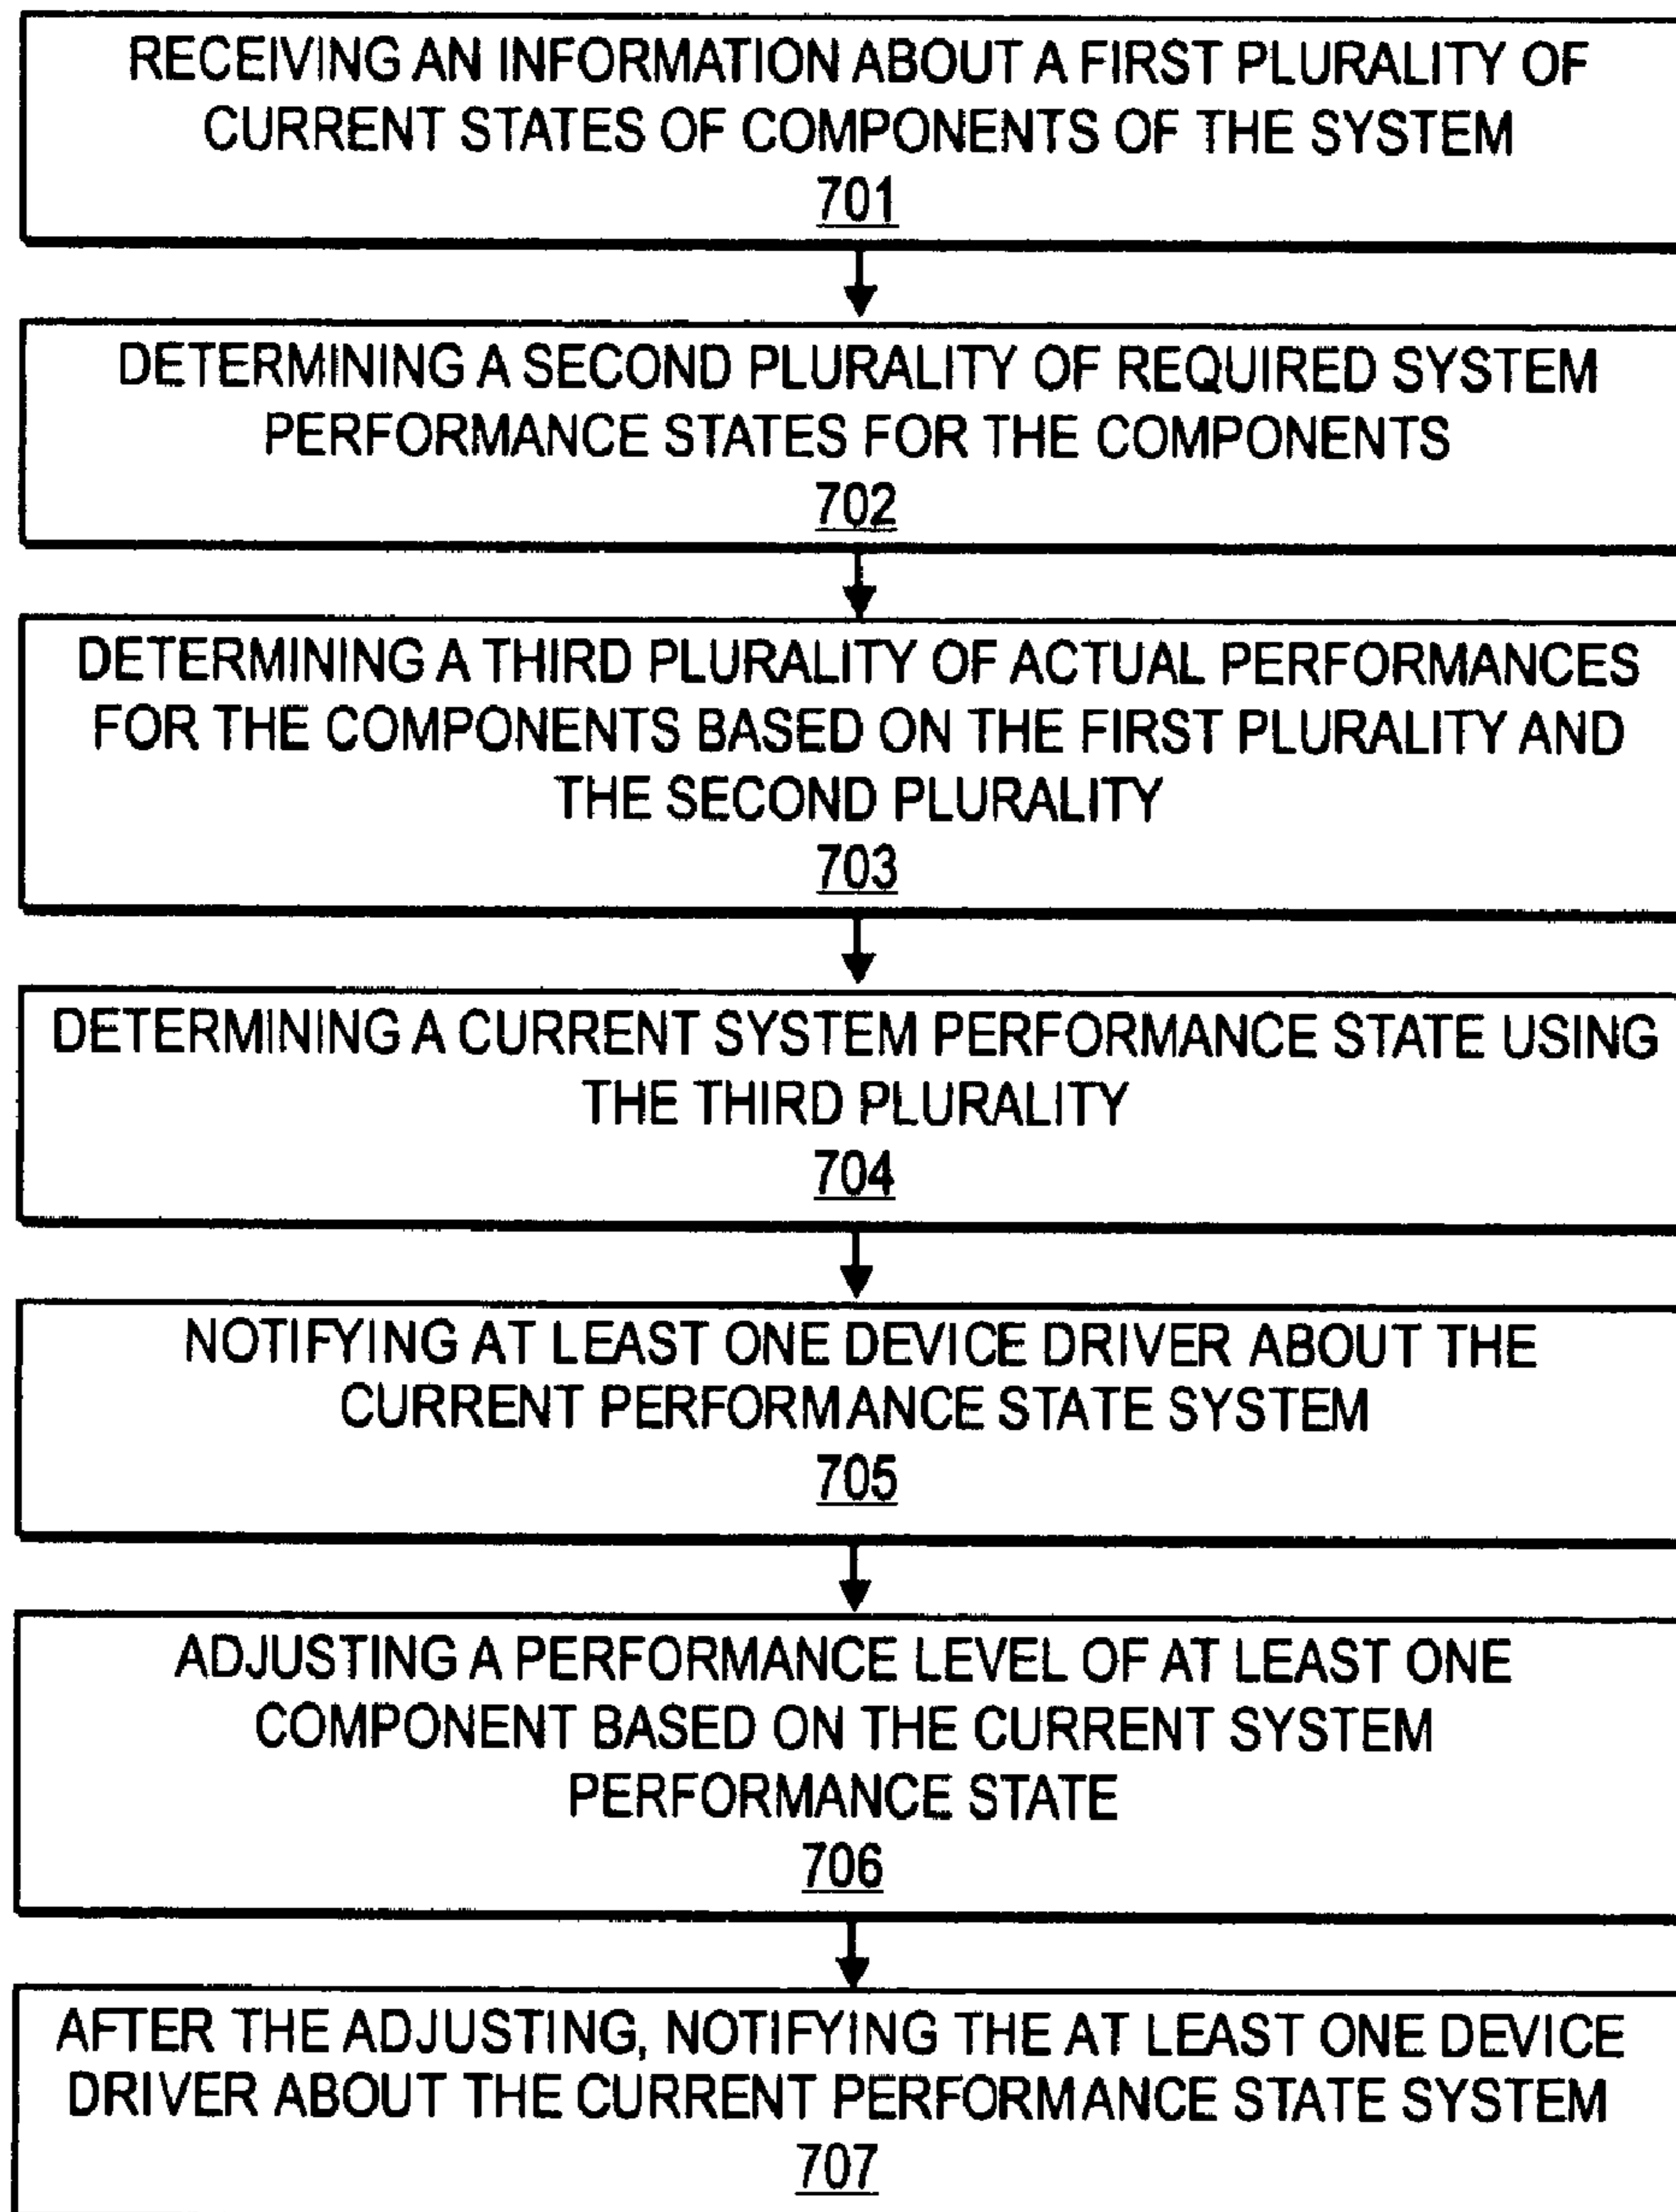 RECEIVING AN INFORMATION ABOUT A FIRST PLURALITY OF
CURRENT STATES OF COMPONENTS OF THE SYSTEM
701
DETERMINING A SECOND PLURALITY OF REQUIRED SYSTEM
PERFORMANCE STATES FOR THE COMPONENTS
702
DETERMINING A THIRD PLURALITY OF ACTUAL PERFORMANCES
FOR THE COMPONENTS BASED ON THE FIRST PLURALITY AND
THE SECOND PLURALITY
703
DETERMINING A CURRENT SYSTEM PERFORMANCE STATE USING
THE THIRD PLURALITY
704
NOTIFYING AT LEAST ONE DEVICE DRIVER ABOUT THE
CURRENT PERFORMANCE STATE SYSTEM
705
ADJUSTING A PERFORMANCE LEVEL OF AT LEAST ONE
COMPONENT BASED ON THE CURRENT SYSTEM
PERFORMANCE STATE
706
AFTER THE ADJUSTING, NOTIFYING THE AT LEAST ONE DEVICE
DRIVER ABOUT THE CURRENT PERFORMANCE STATE SYSTEM
707